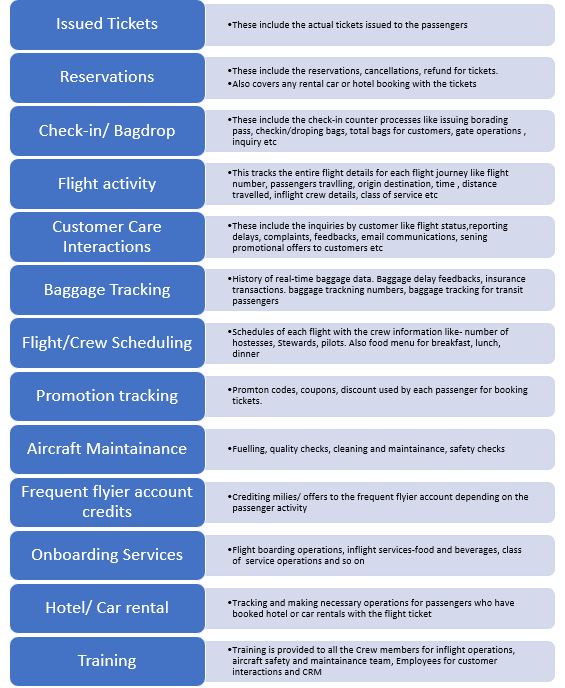 Issued Tickets
•These include the actual tickets issued to the passengers
Reservations
•These include the reservations, cancellations, refund for tickets.
•Also covers any rental car or hotel booking with the tickets
Check-in/ Bagdrop
•These include the check-in counter processes like issuing borading
pass, checkin/droping bags, total bags for customers, gate operations ,
inquiry etc
Flight activity
•This tracks the entire flight details for each flight journey like flight
number, passengers travlling, origin destination, time , distance
travelled, inflight crew details, class of service etc
Customer Care
Interactions
•These include the inquiries by customer like flight status,reporting
delays, complaints, feedbacks, email communications, sening
promotional offers to customers etc
Baggage Tracking
•History of real-time baggage data. Baggage delay feedbacks, insurance
transactions. baggage trackning numbers, baggage tracking for transit
passengers
Flight/Crew Scheduling
•Schedules of each flight with the crew information like- number of
hostesses, Stewards, pilots. Also food menu for breakfast, lunch,
dinner
Promotion tracking
•Promton codes, coupons, discount used by each passenger for booking
tickets.
Aircraft Maintainance
•Fuelling, quality checks, cleaning and maintainance, safety checks
Frequent flyier account
credits
•Crediting milies/ offers to the frequent flyier account depending on the
passenger activity
Onboarding Services
•Flight boarding operations, inflight services-food and beverages, class
of service operations and so on
Hotel/ Car rental
•Tracking and making necessary operations for passengers who have
booked hotel or car rentals with the flight ticket
Training
•Training is provided to all the Crew members for inflight operations,
aircraft safety and maintainance team, Employees for customer
interactions and CRM